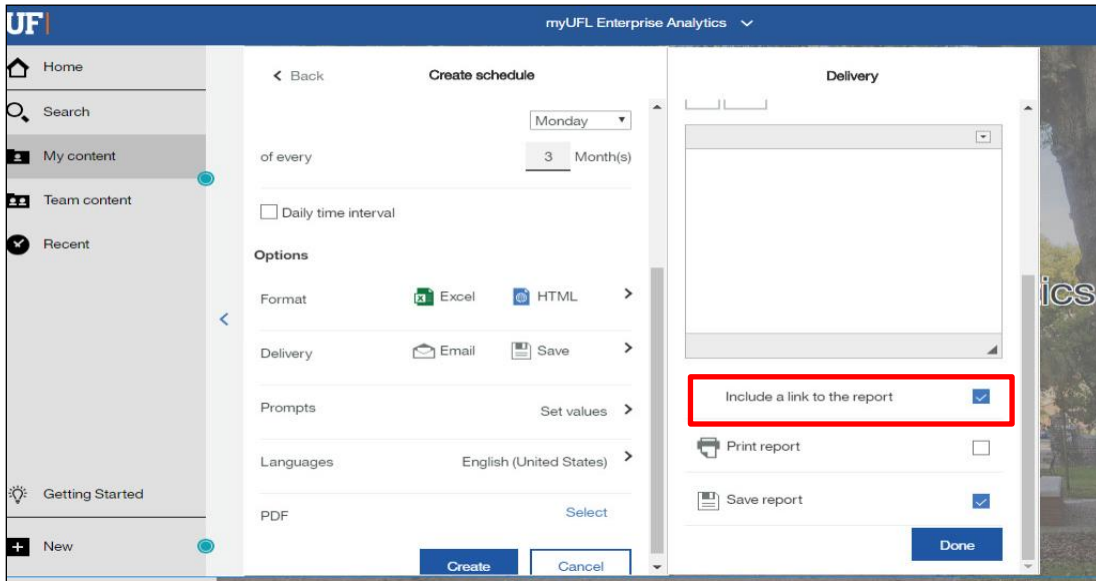 UF
myUFL Enterprise Analytics
Home
Search
My content
Team content
Recent
Getting Started
New
Back
Create schedule
Monday
of every 3 Month(s)
Daily time interval
Options
Format Excel HTML
Delivery Email Save
Prompts Set values
Languages English (United States)
PDF Select
Create Cancel
Delivery
Include a link to the report
Print report
Save report
Done
ics